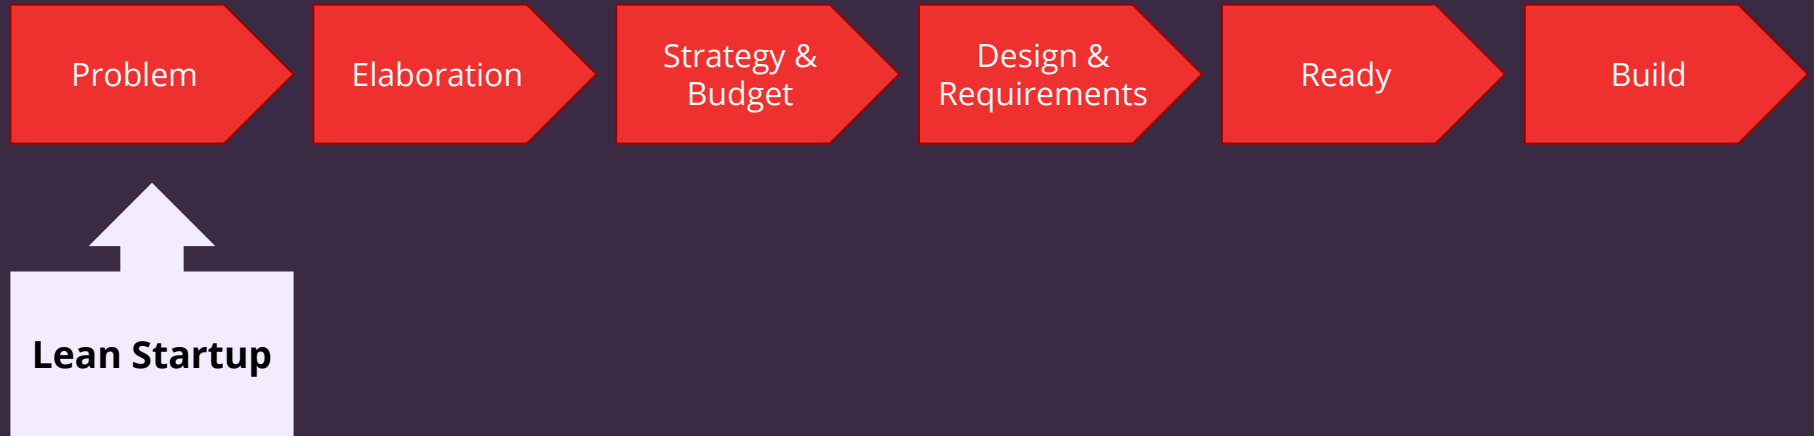 Problem
Elaboration
Strategy &
Budget
Design &
Requirements
Ready
Build
Lean Startup